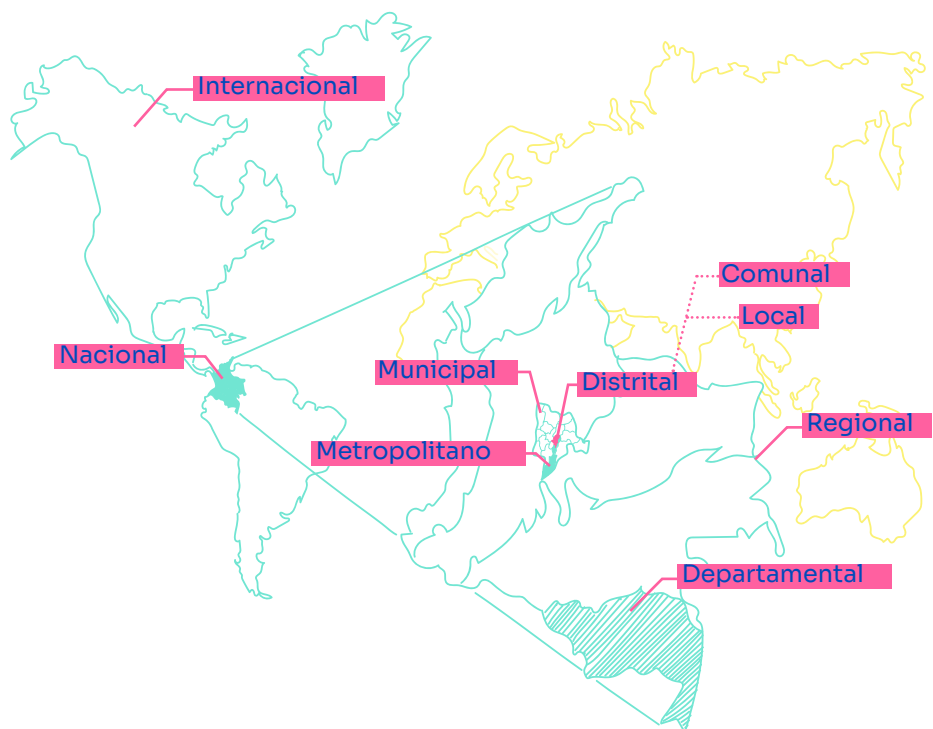 Internacional
Comunal
Local
Nacional
Municipal
Distrital
Regional
Metropolitano
Departamental